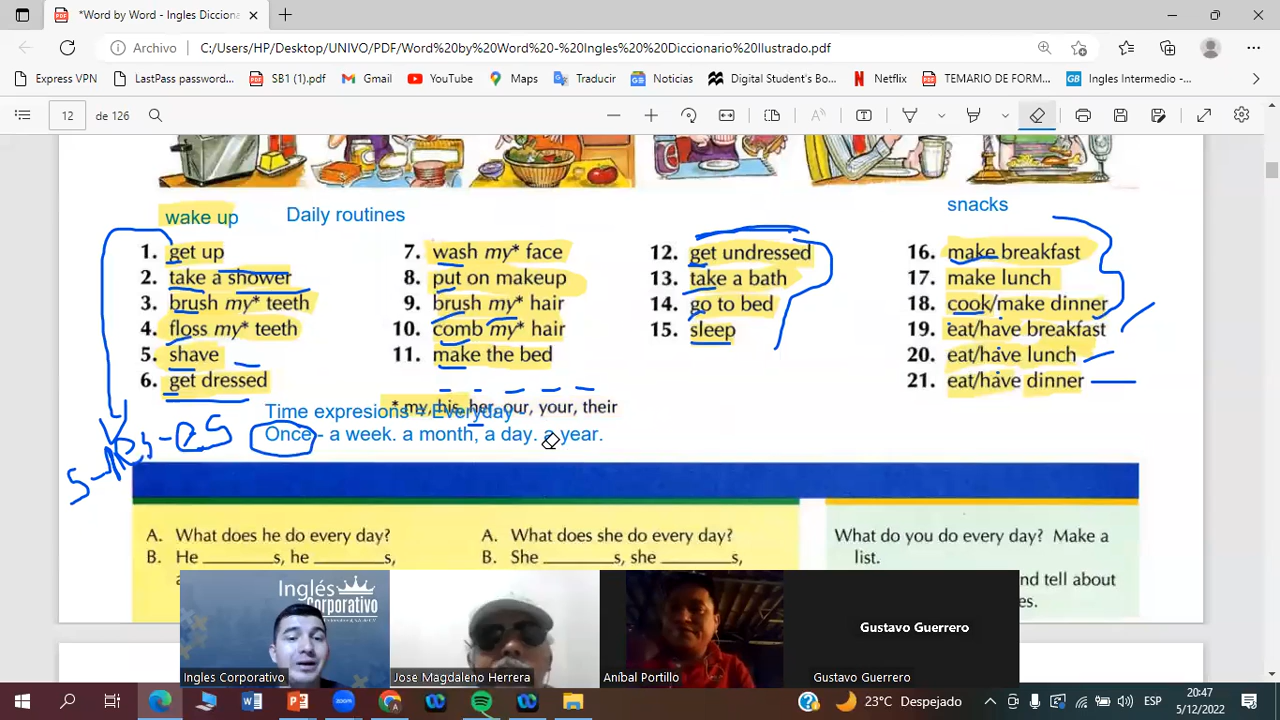 *Word by Word - Ingles Dicciona
Archivo
C:/Users/HP/Desktop/UNIVO/PDF/Word%20by%20Word%20-%20Ingles%20%20Diccionario%20Ilustrado.pdf
Express VPN
LastPass password...
SB1 (1).pdf
Gmail
YouTube
Maps
Traducir
Noticias
Digital Student's Bo...
Netflix
TEMARIO DE FORM...
Ingles Intermedio -...
12
de 126
wake up
Daily routines
snacks
1. get up
2. take a shower
3. brush my* teeth
4. floss my* teeth
5. shave
6. get dressed
7. wash my* face
8. put on makeup
9. brush my* hair
10. comb my* hair
11. make the bed
12. get undressed
13. take a bath
14. go to bed
15. sleep
16. make breakfast
17. make lunch
18. cook/make dinner
19. eat/have breakfast
20. eat/have lunch
21. eat/have dinner
* my, his, her, our, your, their
Time expresions = Everyday -
Once - a week. a month, a day. a year.
A. What does he do every day?
B. He ________s, he ________s,
A. What does she do every day?
B. She ________s, she ________s,
What do you do every day? Make a
list.
nd tell about
es.
Inglés
Corporativo
Ingles Corporativo
Jose Magdaleno Herrera
Aníbal Portillo
Gustavo Guerrero
Gustavo Guerrero
23°C Despejado
ESP
20:47
5/12/2022